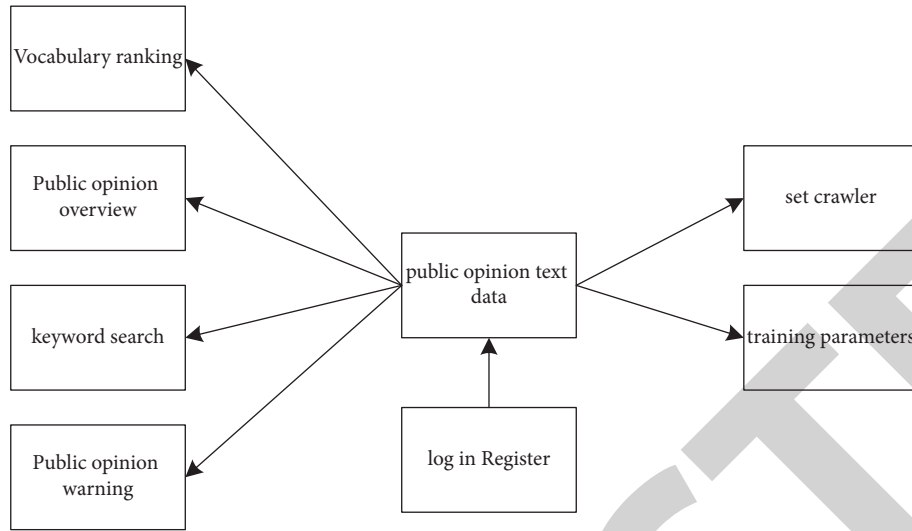 Vocabulary ranking
Public opinion
overview
keyword search
Public opinion
warning
public opinion text
data
log in Register
set crawler
training parameters